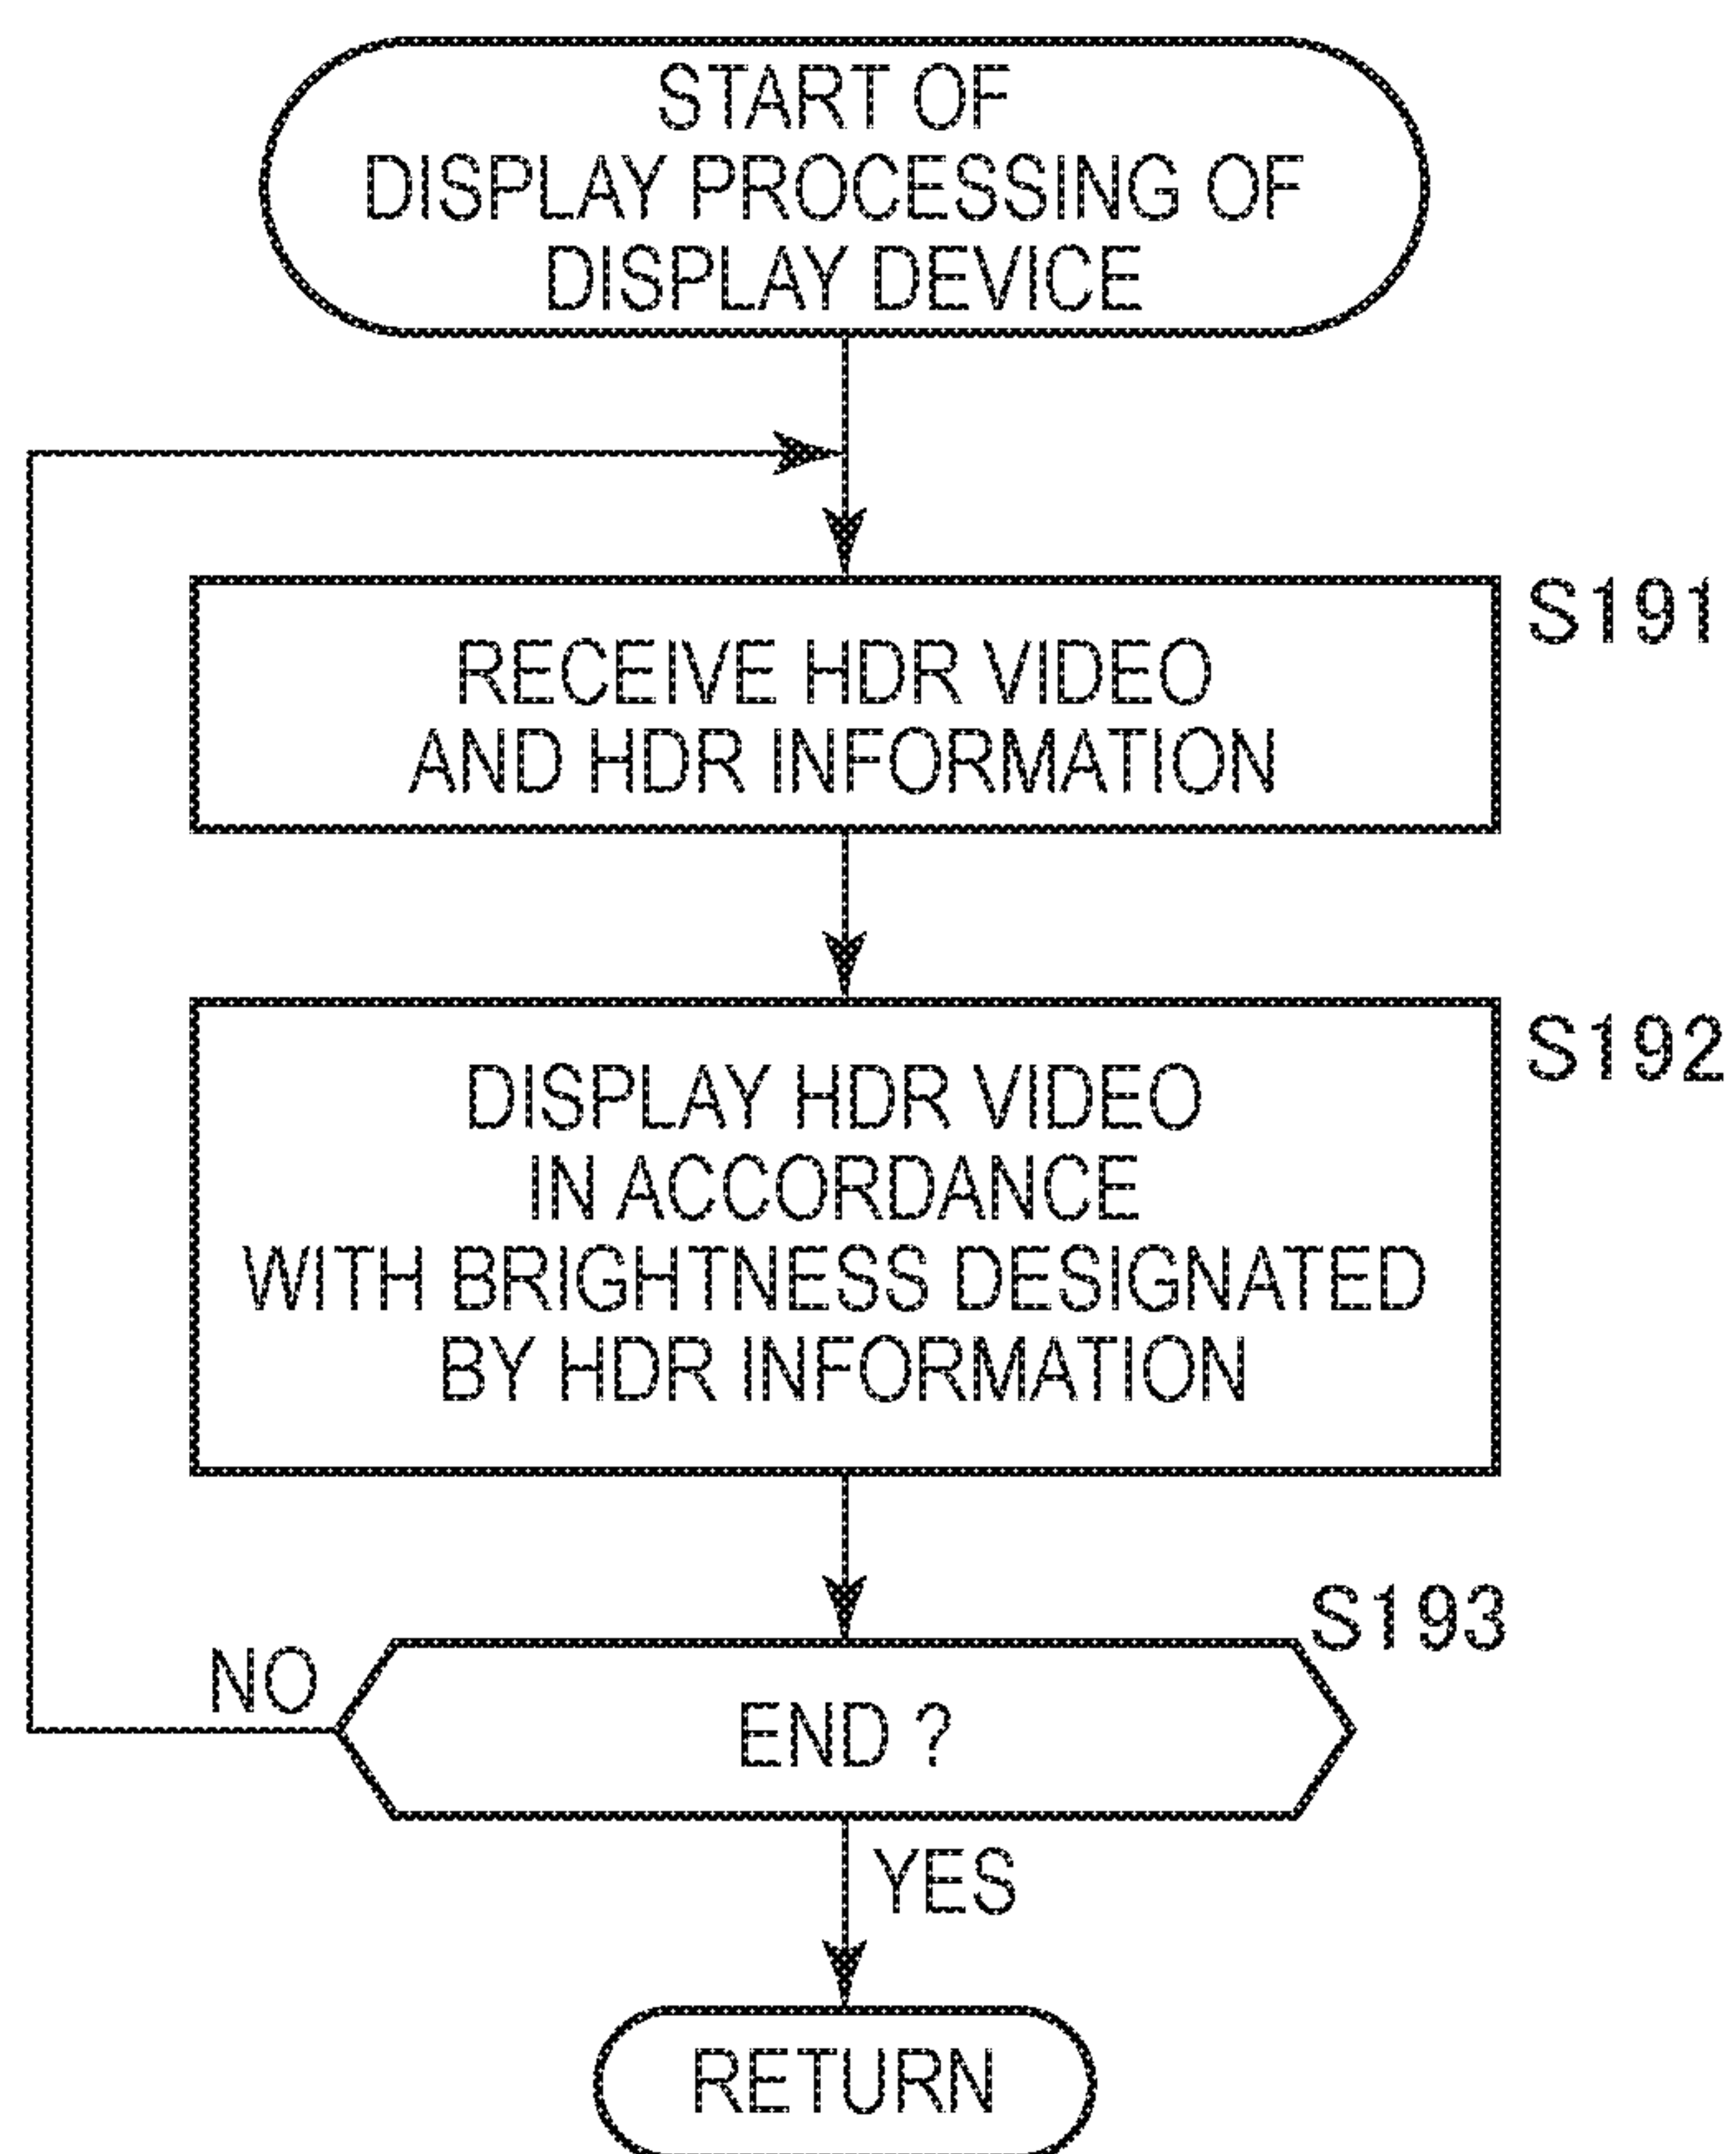 START OF
DISPLAY PROCESSING OF
DISPLAY DEVICE
RECEIVE HDR VIDEO
AND HDR INFORMATION
S191
DISPLAY HDR VIDEO
IN ACCORDANCE
WITH BRIGHTNESS DESIGNATED
BY HDR INFORMATION
S192
END ?
S193
NO
YES
RETURN